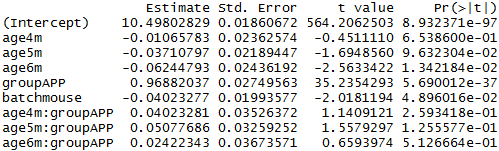 Estimate Std. Error t value Pr(>|t|)
(Intercept) 10.49802829 0.01860672 564.2062503 8.932371e-97
age4m -0.01065783 0.02362574 -0.4511110 6.538600e-01
age5m -0.03710797 0.02189447 -1.6948560 9.632304e-02
age6m -0.06244793 0.02436192 -2.5633422 1.342184e-02
groupAPP 0.96882037 0.02749563 35.2354293 5.690012e-37
batchmouse -0.04023277 0.01993577 -2.0181194 4.896016e-02
age4m:groupAPP 0.04023281 0.03526372 1.1409121 2.593418e-01
age5m:groupAPP 0.05077686 0.03259252 1.5579297 1.255577e-01
age6m:groupAPP 0.02422343 0.03673571 0.6593974 5.126664e-01